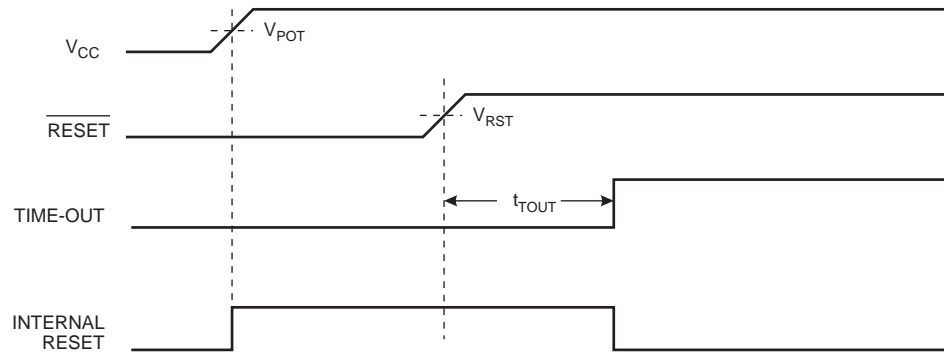 V_CC
V_POT
RESET
V_RST
TIME-OUT
t_TOUT
INTERNAL
RESET